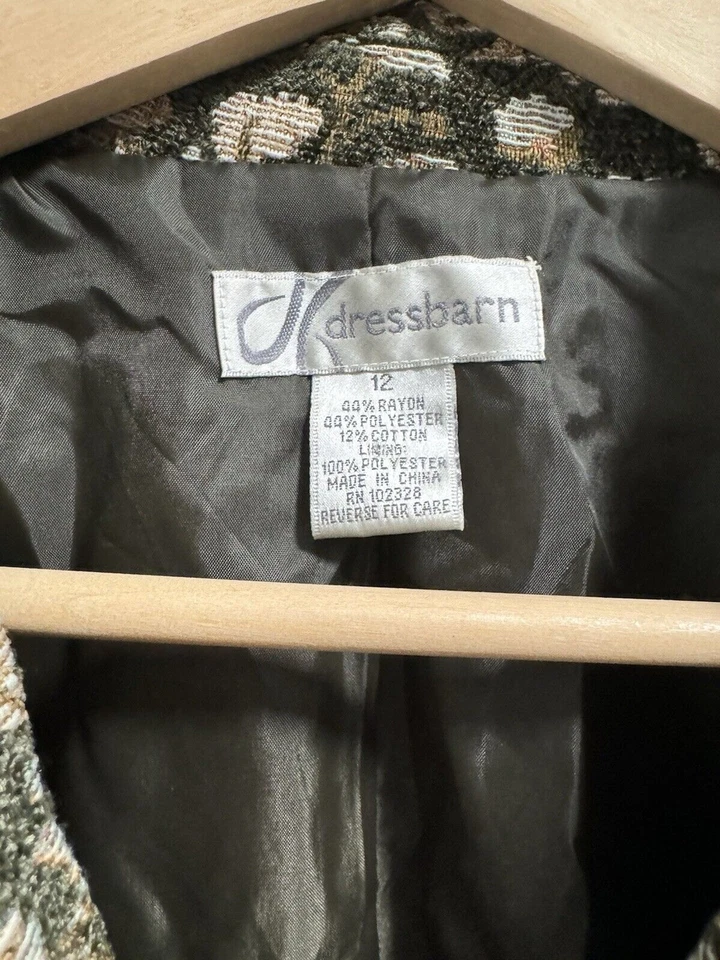 dressbarn
12
44% RAYON
44% POLYESTER
12% COTTON
LINING:
100% POLYESTER
MADE IN CHINA
RN 102328
REVERSE FOR CARE